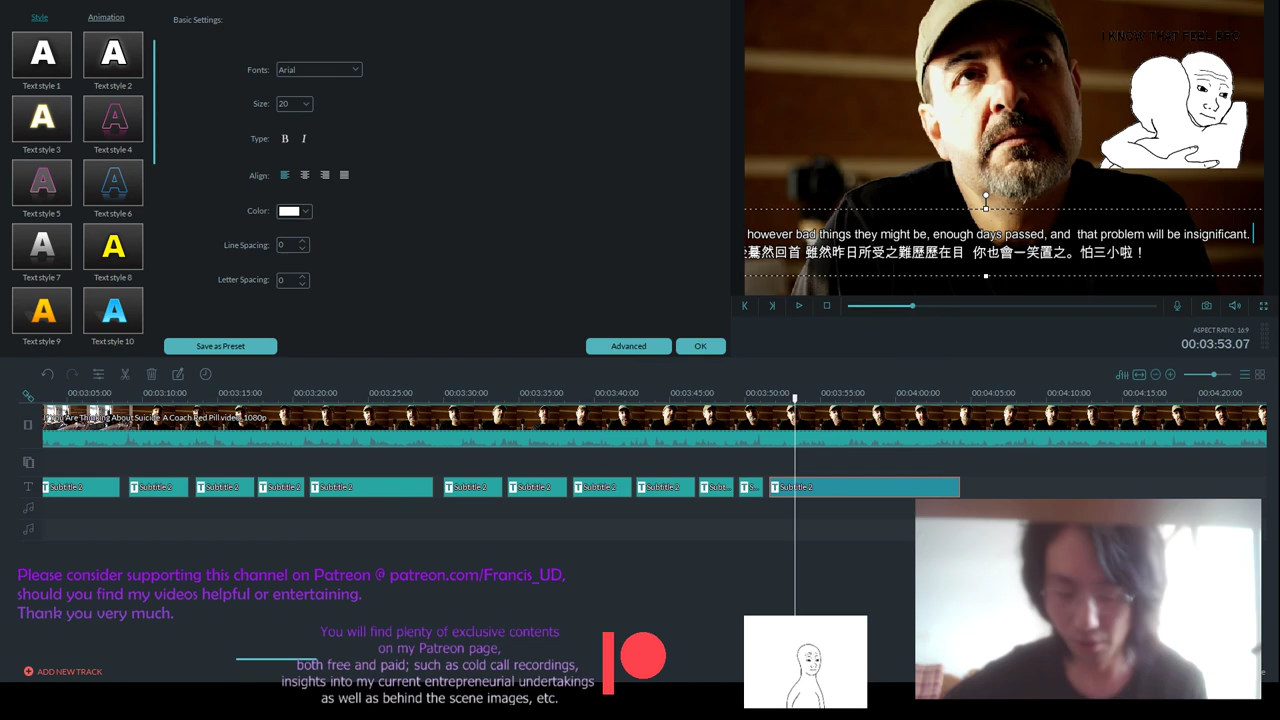 Style
Animation
Basic Settings:
Text style 1
Text style 2
Text style 3
Text style 4
Text style 5
Text style 6
Text style 7
Text style 8
Text style 9
Text style 10
Fonts: Arial
Size: 20
Type: B I
Align:
Color:
Line Spacing: 0
Letter Spacing: 0
Save as Preset
Advanced
OK
I KNOW THAT FEEL BRO
however bad things they might be, enough days passed, and that problem will be insignificant.
驀然回首 雖然昨日所受之難歷歷在目 你也會一笑置之。怕三小啦！
ASPECT RATIO: 16:9
00:03:53.07
00:03:05:00
00:03:10:00
00:03:15:00
00:03:20:00
00:03:25:00
00:03:30:00
00:03:35:00
00:03:40:00
00:03:45:00
00:03:50:00
00:03:55:00
00:04:00:00
00:04:05:00
00:04:10:00
00:04:15:00
00:04:20:00
You Are Thinking About Suicide A Coach Red Pill video 1080p
T Subtitle 2
T Subtitle 2
T Subtitle 2
T Subtitle 2
T Subtitle 2
T Subtitle 2
T Subtitle 2
T Subtitle 2
T Subtitle 2
T Subt...
T S...
T Subtitle 2
Please consider supporting this channel on Patreon @ patreon.com/Francis_UD,
should you find my videos helpful or entertaining.
Thank you very much.
You will find plenty of exclusive contents
on my Patreon page,
both free and paid; such as cold call recordings,
insights into my current entrepreneurial undertakings
as well as behind the scene images, etc.
ADD NEW TRACK